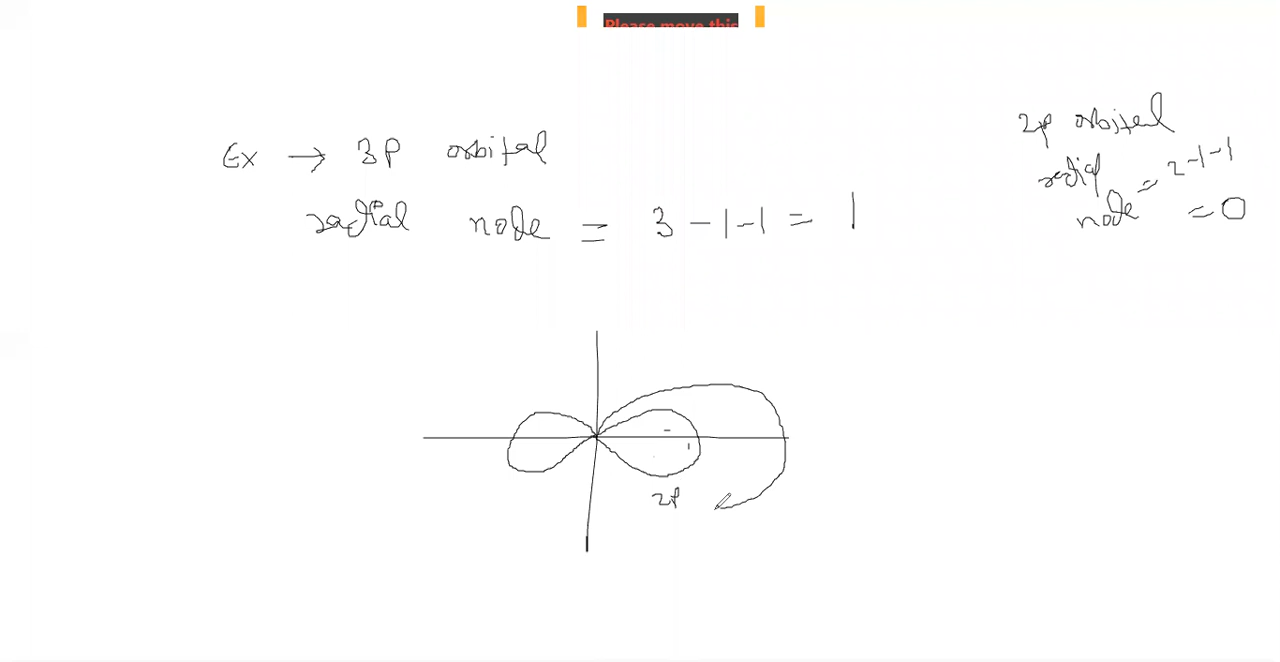 Please move this
Ex → 3P orbital
radial node = 3-1-1 = 1
2p orbital
radial = 2-1-1
node = 0
2P